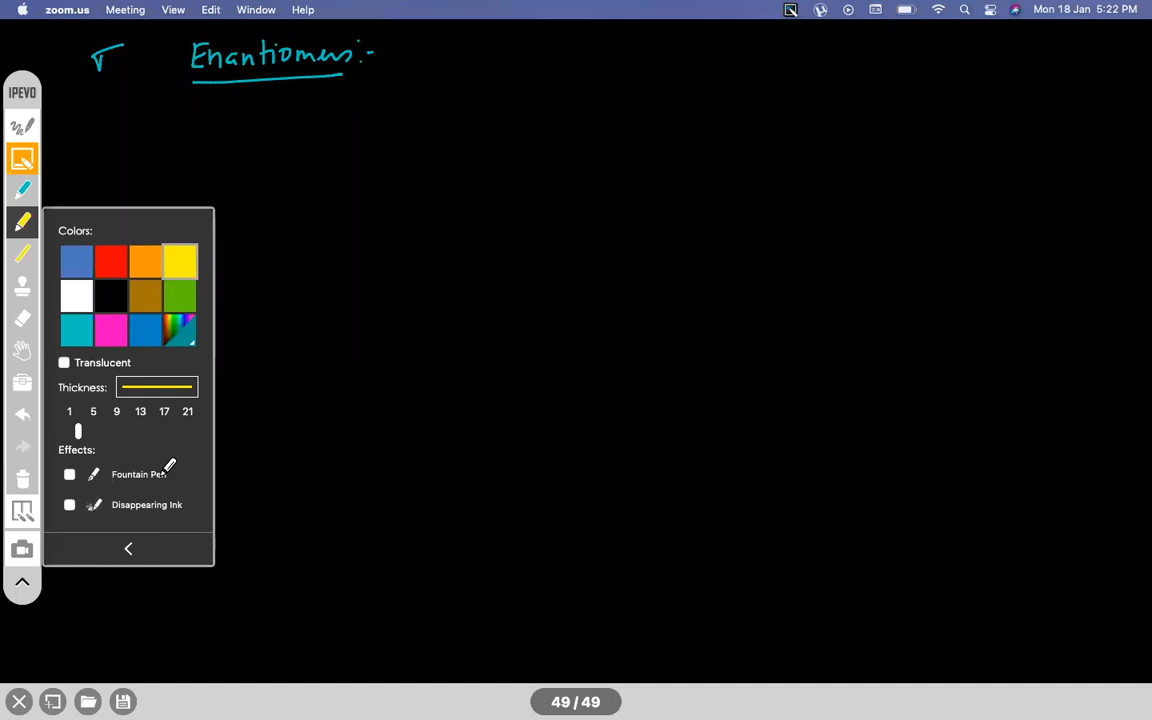 zoom.us Meeting View Edit Window Help Mon 18 Jan 5:22 PM
Enantiomers:-
IPEVO
Colors:
Translucent
Thickness:
1 5 9 13 17 21
Effects:
Fountain Pen
Disappearing Ink
49 / 49